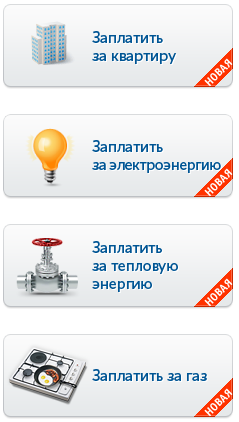 Заплатить
за квартиру
НОВАЯ
Заплатить
за электроэнергию
НОВАЯ
Заплатить
за тепловую
энергию
НОВАЯ
Заплатить за газ
НОВАЯ